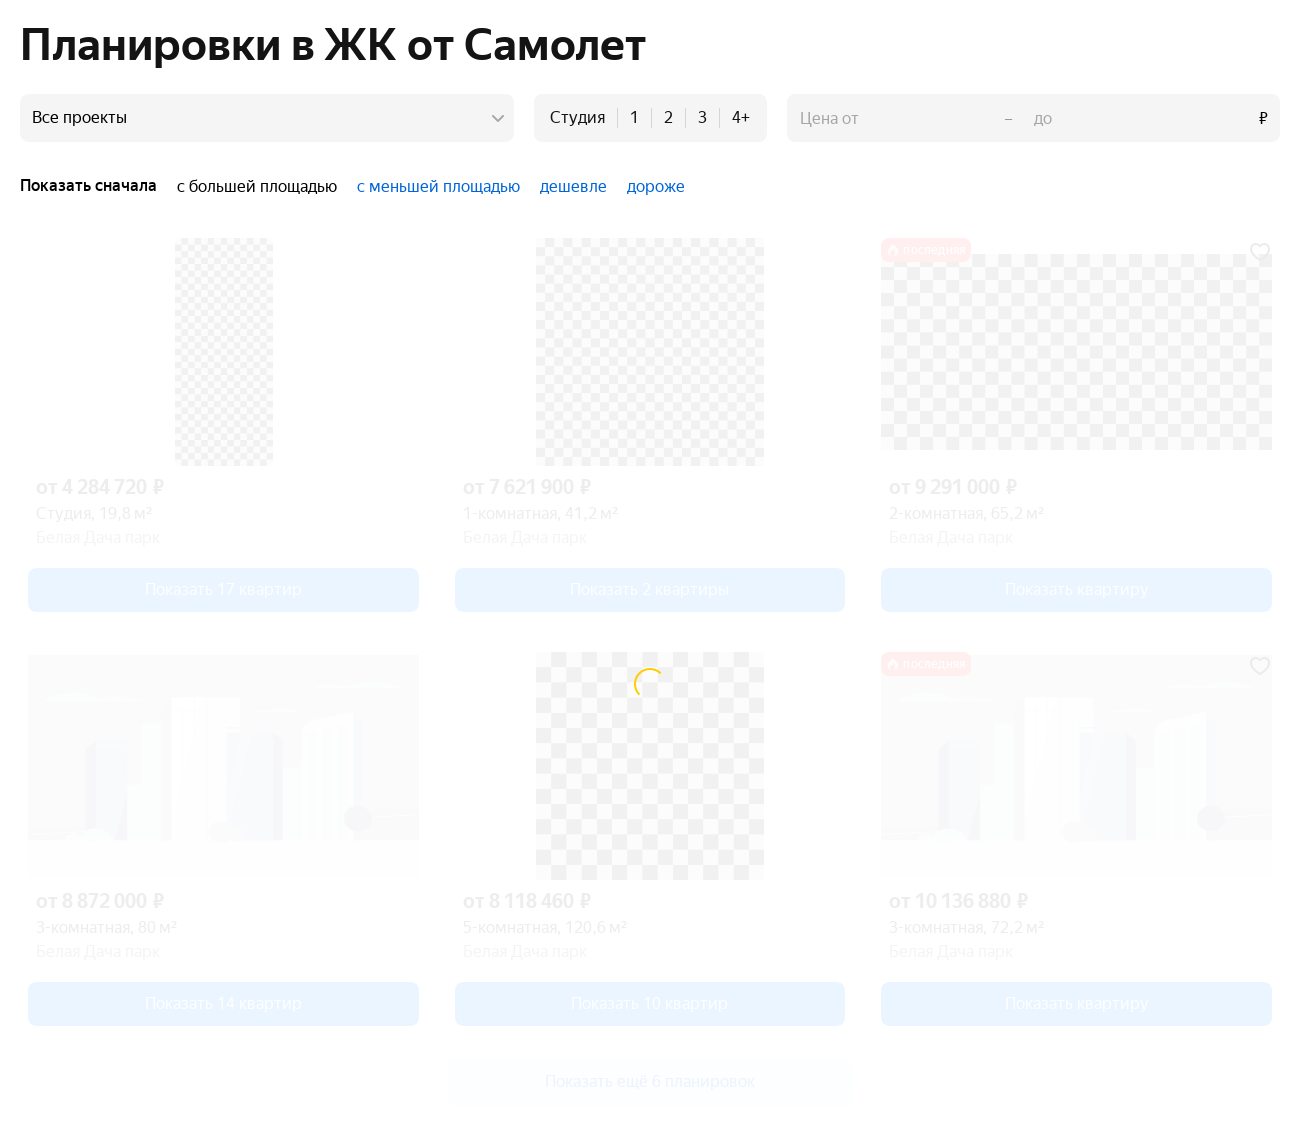 Планировки в ЖК от Самолет
Все проекты
Студия 1 2 3 4+
Цена от – до ₽
Показать сначала с большей площадью с меньшей площадью дешевле дороже
последняя
от 4 284 720 ₽
Студия, 19,8 м²
Белая Дача парк
Показать 17 квартир
от 7 621 900 ₽
1-комнатная, 41,2 м²
Белая Дача парк
Показать 2 квартиры
от 9 291 000 ₽
2-комнатная, 65,2 м²
Белая Дача парк
Показать квартиру
последняя
от 8 872 000 ₽
3-комнатная, 80 м²
Белая Дача парк
Показать 14 квартир
от 8 118 460 ₽
5-комнатная, 120,6 м²
Белая Дача парк
Показать 10 квартир
от 10 136 880 ₽
3-комнатная, 72,2 м²
Белая Дача парк
Показать квартиру
Показать ещё 6 планировок